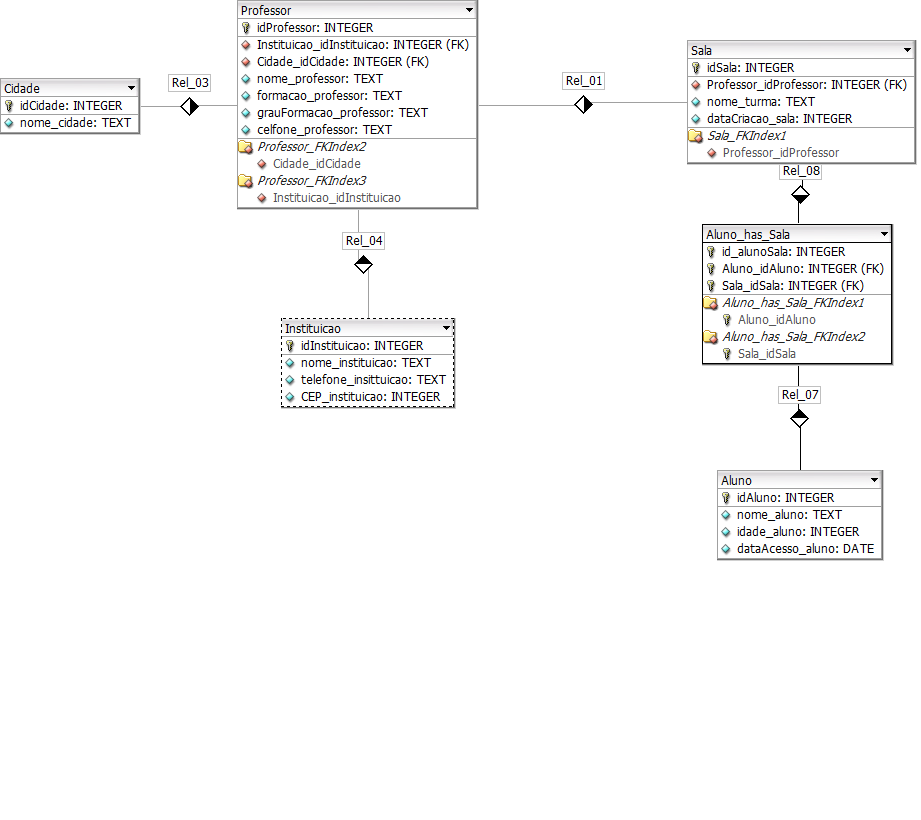 Professor
idProfessor: INTEGER
Instituicao_idInstituicao: INTEGER (FK)
Cidade_idCidade: INTEGER (FK)
nome_professor: TEXT
formacao_professor: TEXT
grauFormacao_professor: TEXT
celfone_professor: TEXT
Professor_FKIndex2
Cidade_idCidade
Professor_FKIndex3
Instituicao_idInstituicao
Cidade
idCidade: INTEGER
nome_cidade: TEXT
Rel_03
Rel_01
Sala
idSala: INTEGER
Professor_idProfessor: INTEGER (FK)
nome_turma: TEXT
dataCriacao_sala: INTEGER
Sala_FKIndex1
Professor_idProfessor
Rel_08
Aluno_has_Sala
id_alunoSala: INTEGER
Aluno_idAluno: INTEGER (FK)
Sala_idSala: INTEGER (FK)
Aluno_has_Sala_FKIndex1
Aluno_idAluno
Aluno_has_Sala_FKIndex2
Sala_idSala
Rel_04
Instituicao
idInstituicao: INTEGER
nome_instituicao: TEXT
telefone_insittuicao: TEXT
CEP_instituicao: INTEGER
Rel_07
Aluno
idAluno: INTEGER
nome_aluno: TEXT
idade_aluno: INTEGER
dataAcesso_aluno: DATE